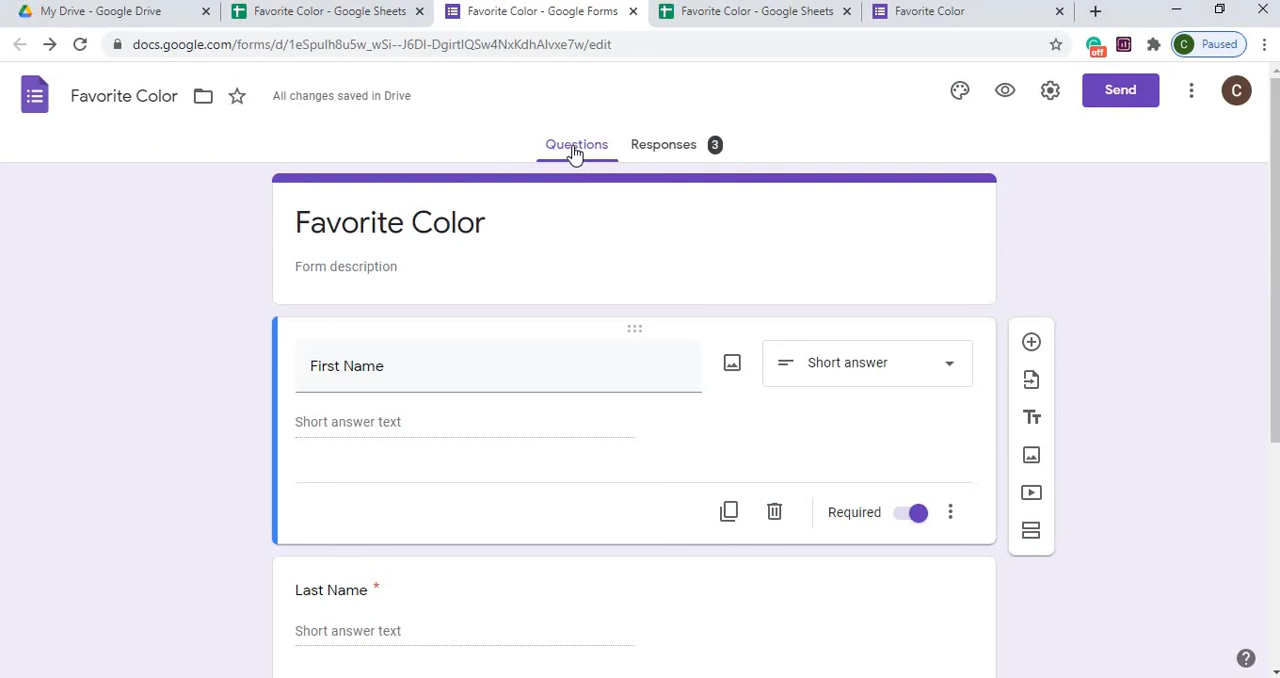 My Drive - Google Drive
Favorite Color - Google Sheets
Favorite Color - Google Forms
Favorite Color - Google Sheets
Favorite Color
docs.google.com/forms/d/1eSpuIh8u5w_wSi--J6DI-DgirtIQSw4NxKdhAlvxe7w/edit
off
C Paused
Favorite Color
All changes saved in Drive
Send
C
Questions
Responses 3
Favorite Color
Form description
First Name
Short answer
Short answer text
Required
Last Name *
Short answer text